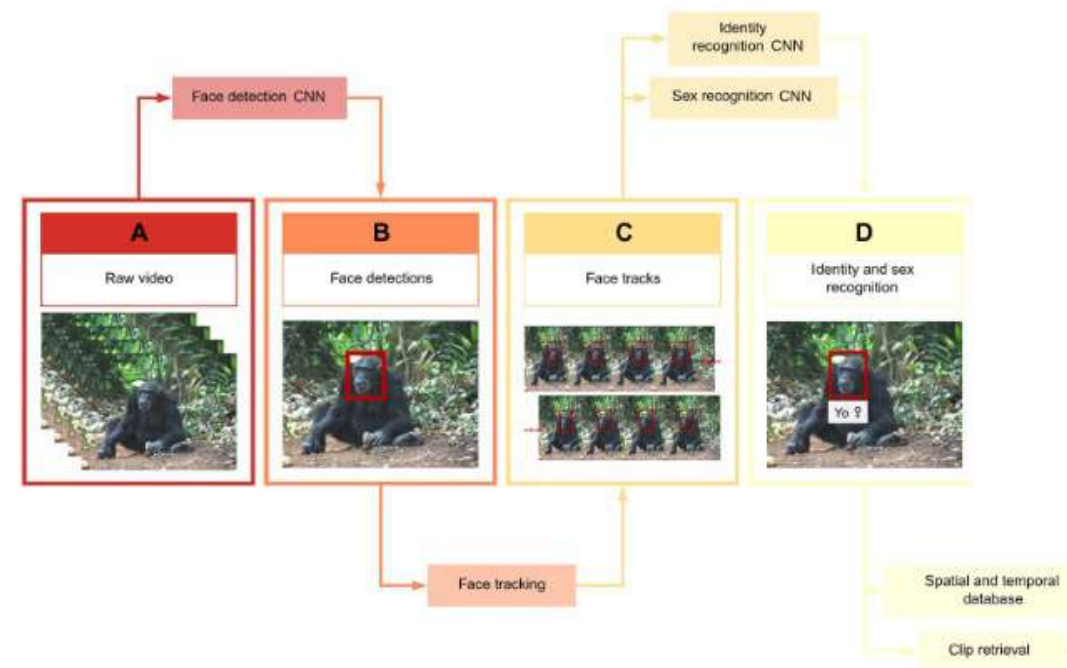 Identity
recognition CNN
Face detection CNN
Sex recognition CNN
A
B
C
D
Raw video
Face detections
Face tracks
Identity and sex
recognition
Yo ♀
Face tracking
Spatial and temporal
database
Clip retrieval